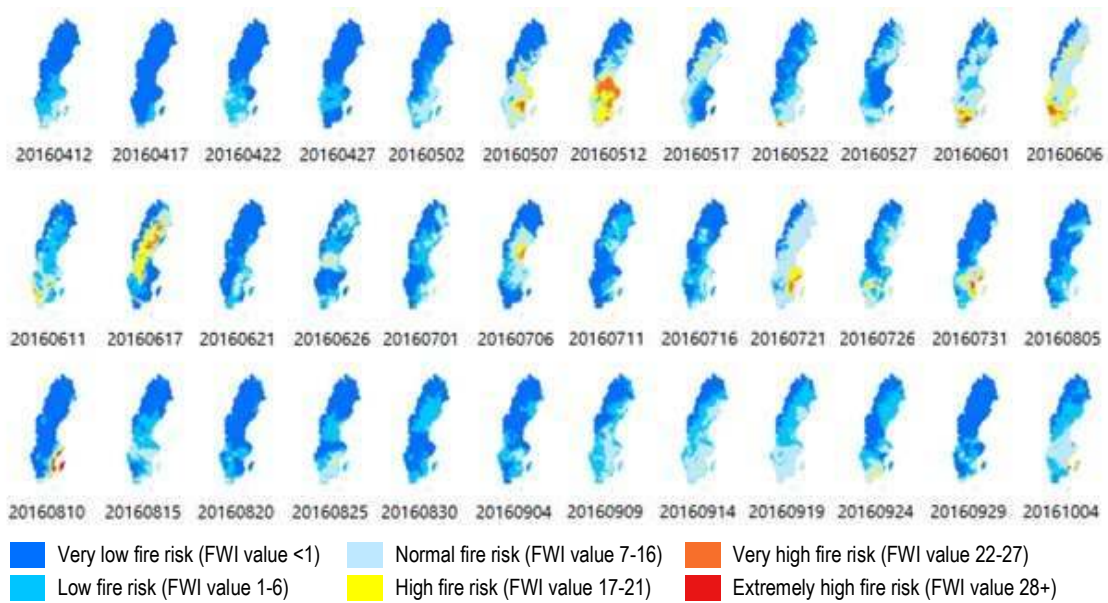 20160412 20160417 20160422 20160427 20160502 20160507 20160512 20160517 20160522 20160527 20160601 20160606
20160611 20160617 20160621 20160626 20160701 20160706 20160711 20160716 20160721 20160726 20160731 20160805
20160810 20160815 20160820 20160825 20160830 20160904 20160909 20160914 20160919 20160924 20160929 20161004
Very low fire risk (FWI value <1) Normal fire risk (FWI value 7-16) Very high fire risk (FWI value 22-27)
Low fire risk (FWI value 1-6) High fire risk (FWI value 17-21) Extremely high fire risk (FWI value 28+)